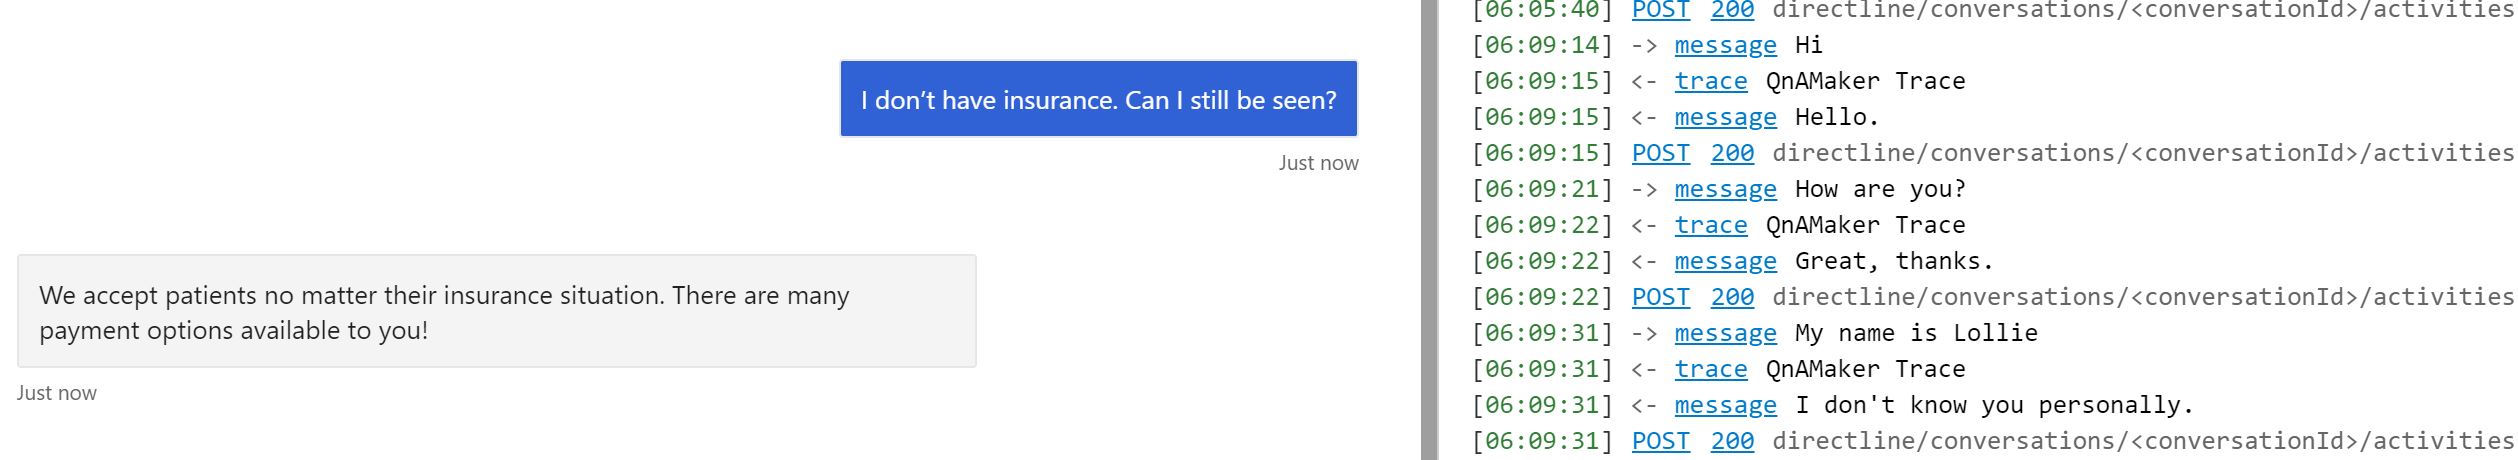 I don’t have insurance. Can I still be seen?
Just now
We accept patients no matter their insurance situation. There are many
payment options available to you!
Just now
[06:05:40] POST 200 directline/conversations/<conversationId>/activities
[06:09:14] -> message Hi
[06:09:15] <- trace QnAMaker Trace
[06:09:15] <- message Hello.
[06:09:15] POST 200 directline/conversations/<conversationId>/activities
[06:09:21] -> message How are you?
[06:09:22] <- trace QnAMaker Trace
[06:09:22] <- message Great, thanks.
[06:09:22] POST 200 directline/conversations/<conversationId>/activities
[06:09:31] -> message My name is Lollie
[06:09:31] <- trace QnAMaker Trace
[06:09:31] <- message I don't know you personally.
[06:09:31] POST 200 directline/conversations/<conversationId>/activities